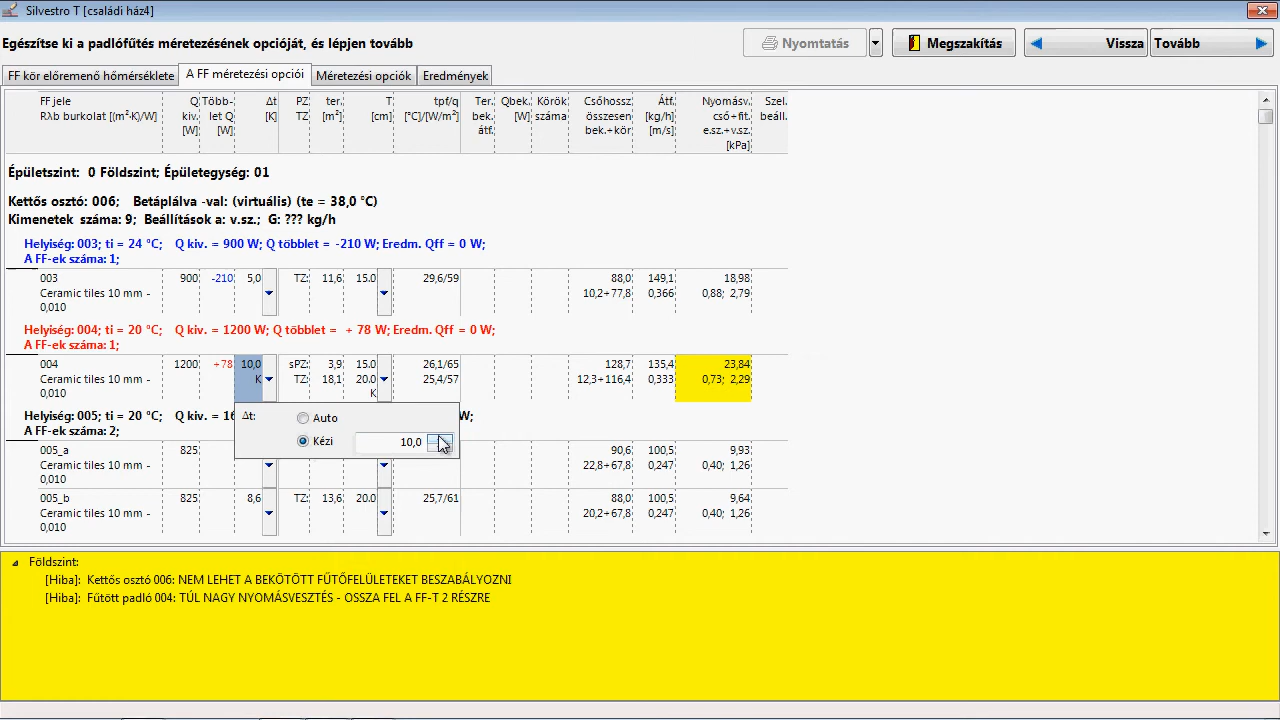 Silvestro T [családi ház4]
Egészítse ki a padlófűtés méretezésének opcióját, és lépjen tovább
Nyomtatás
Megszakítás
Vissza
Tovább
FF kör előremenő hőmérséklete
A FF méretezési opciói
Méretezési opciók
Eredmények
FF jele Q Több- Δt PZ ter. T tpf/q Ter. Qbek. Körök Csőhossz Átf. Nyomásv. Szel.
Rλb burkolat [(m²·K)/W] kiv. let Q [K] TZ [m²] [cm] [°C]/[W/m²] bek. [W] száma összesen [kg/h] cső+fit. beáll.
[W] [W] átf. bek.+kör [m/s] e.sz.+v.sz.
[kPa]
Épületszint: 0 Földszint; Épületegység: 01
Kettős osztó: 006; Betáplálva -val: (virtuális) (te = 38,0 °C)
Kimenetek száma: 9; Beállítások a: v.sz.; G: ??? kg/h
Helyiség: 003; ti = 24 °C; Q kiv. = 900 W; Q többlet = -210 W; Eredm. Qff = 0 W;
A FF-ek száma: 1;
003 900 -210 5,0 TZ: 11,6 15.0 29,6/59 88,0 149,1 18,98
Ceramic tiles 10 mm - 10,2+77,8 0,366 0,88; 2,79
0,010
Helyiség: 004; ti = 20 °C; Q kiv. = 1200 W; Q többlet = + 78 W; Eredm. Qff = 0 W;
A FF-ek száma: 1;
004 1200 +78 10,0 sPZ: 3,9 15.0 26,1/65 128,7 135,4 23,84
Ceramic tiles 10 mm - K TZ: 18,1 20.0 25,4/57 12,3+116,4 0,333 0,73; 2,29
0,010 K
Helyiség: 005; ti = 20 °C; Q kiv. = 16 W;
A FF-ek száma: 2;
Δt: Auto
Kézi 10,0
005_a 825 90,6 100,5 9,93
Ceramic tiles 10 mm - 22,8+67,8 0,247 0,40; 1,26
0,010
005_b 825 8,6 TZ: 13,6 20.0 25,7/61 88,0 100,5 9,64
Ceramic tiles 10 mm - 20,2+67,8 0,247 0,40; 1,26
0,010
Földszint:
[Hiba]: Kettős osztó 006: NEM LEHET A BEKÖTÖTT FŰTŐFELÜLETEKET BESZABÁLYOZNI
[Hiba]: Fűtött padló 004: TÚL NAGY NYOMÁSVESZTÉS - OSSZA FEL A FF-T 2 RÉSZRE